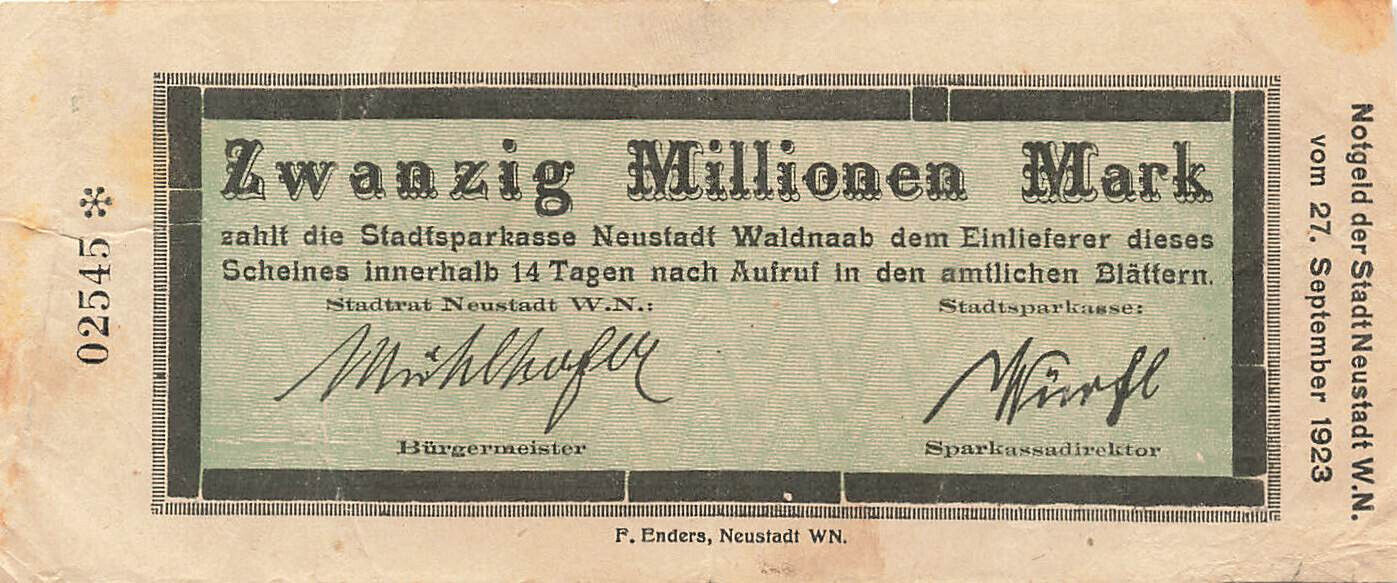 Zwanzig Millionen Mark
zahlt die Stadtsparkasse Neustadt Waldnaab dem Einlieferer dieses
Scheines innerhalb 14 Tagen nach Aufruf in den amtlichen Blättern.
Stadtrat Neustadt W.N.:
Stadtsparkasse:
Mühlhofer
Würfl
Bürgermeister
Sparkassadirektor
F. Enders, Neustadt WN.
02545 *
Notgeld der Stadt Neustadt W.N.
vom 27. September 1923